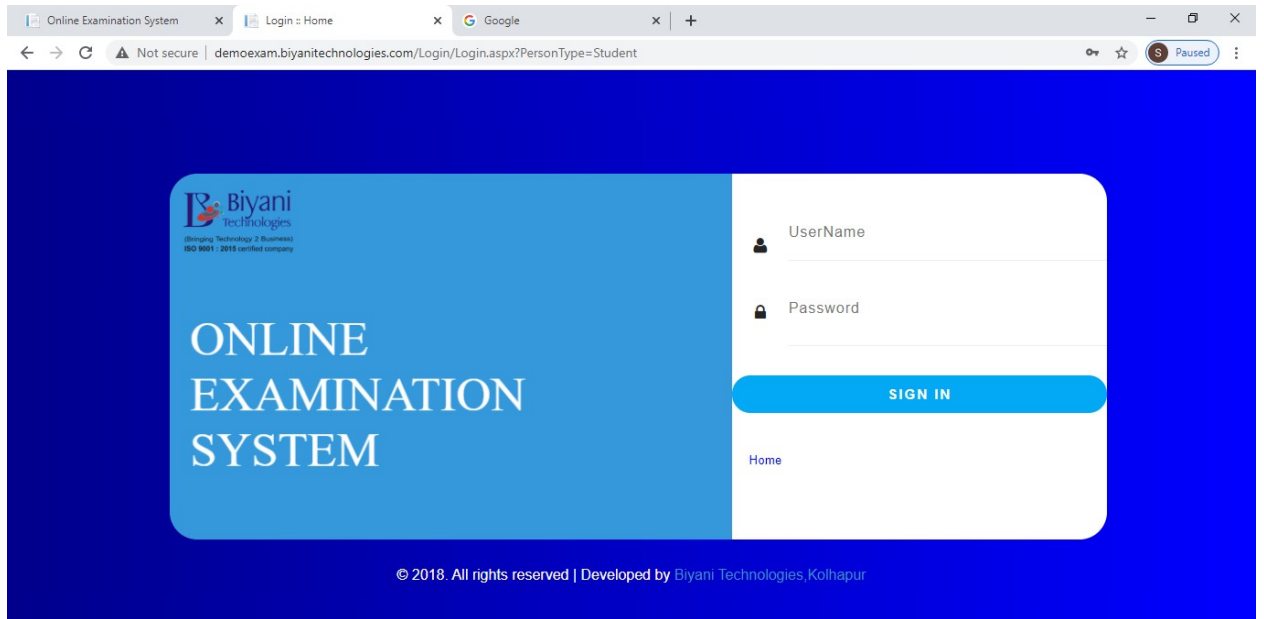 Online Examination System
Login :: Home
Google
Not secure | demoexam.biyanitechnologies.com/Login/Login.aspx?PersonType=Student
S Paused
Biyani
Technologies
(Bringing Technology 2 Business)
ISO 9001 : 2015 certified company
UserName
Password
ONLINE
EXAMINATION
SYSTEM
SIGN IN
Home
© 2018. All rights reserved | Developed by Biyani Technologies,Kolhapur